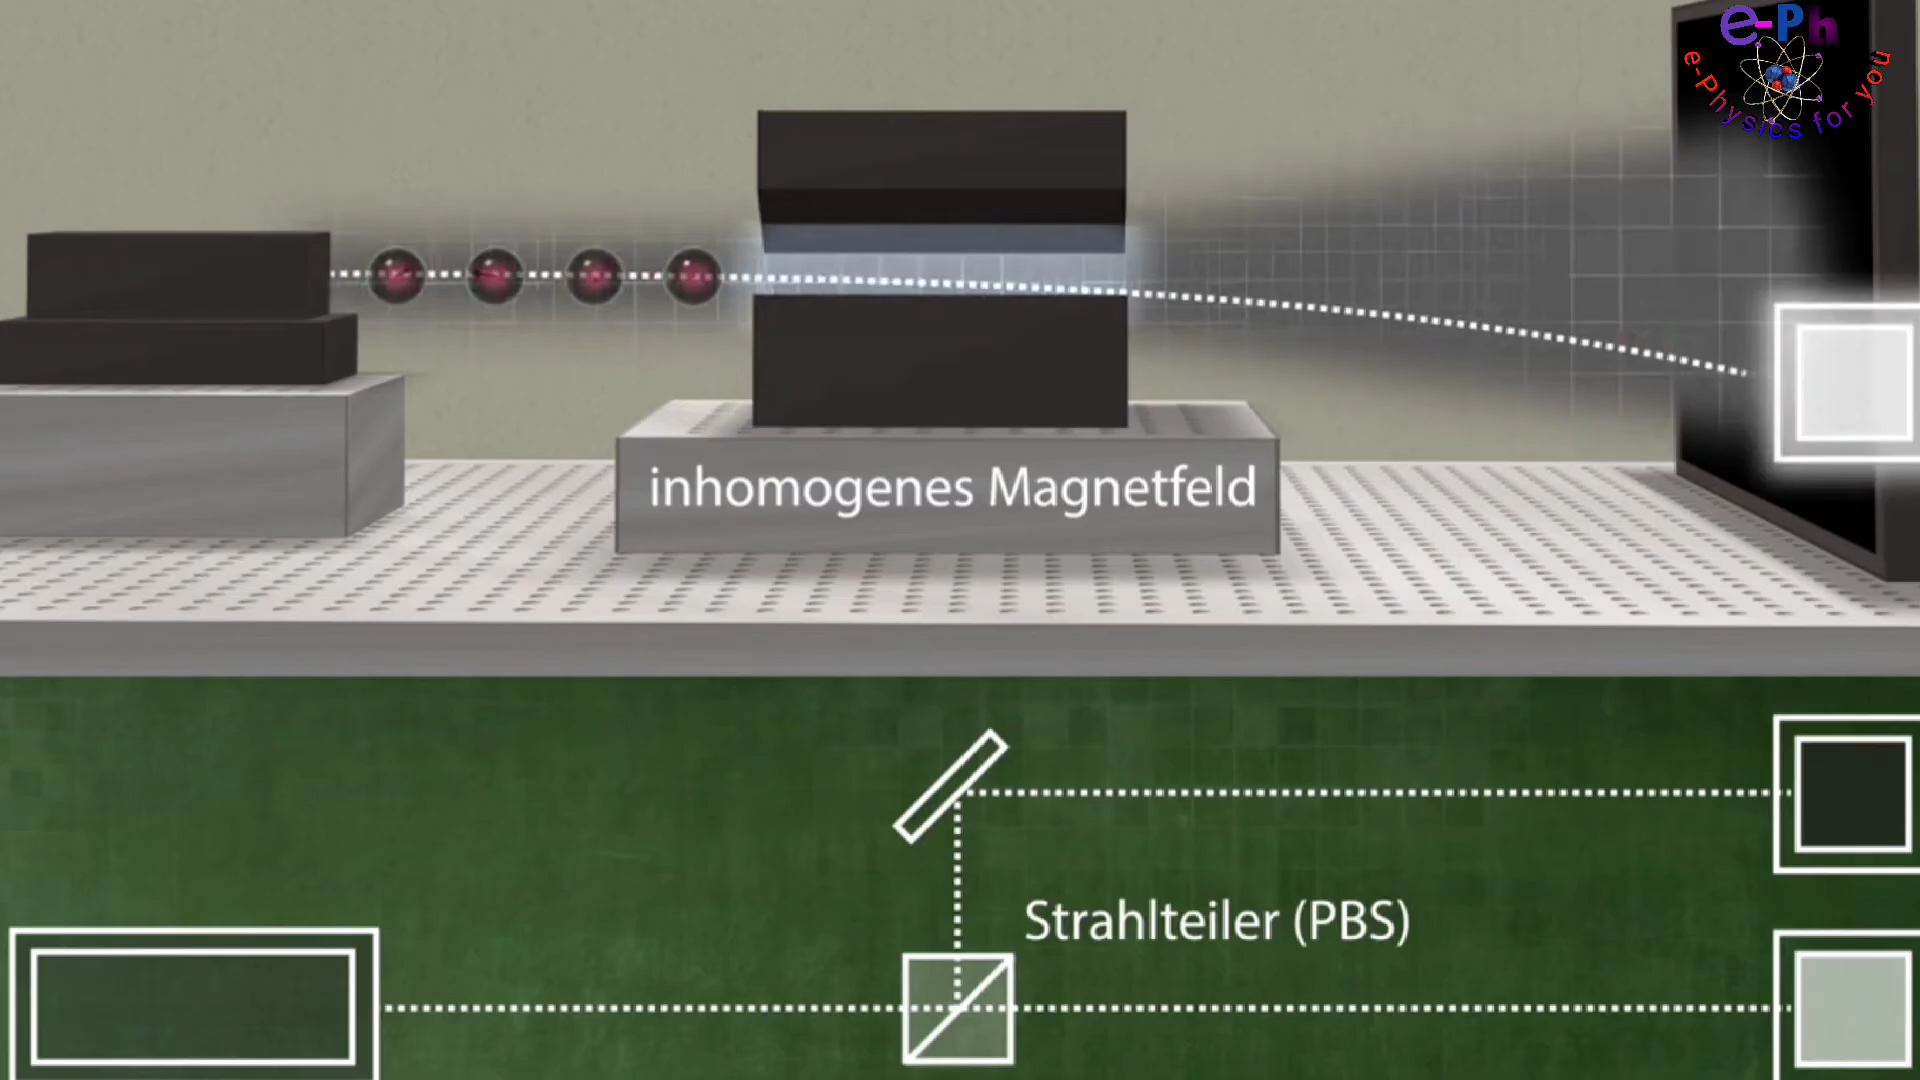 e-Ph
e-Physics for you
inhomogenes Magnetfeld
Strahlteiler (PBS)